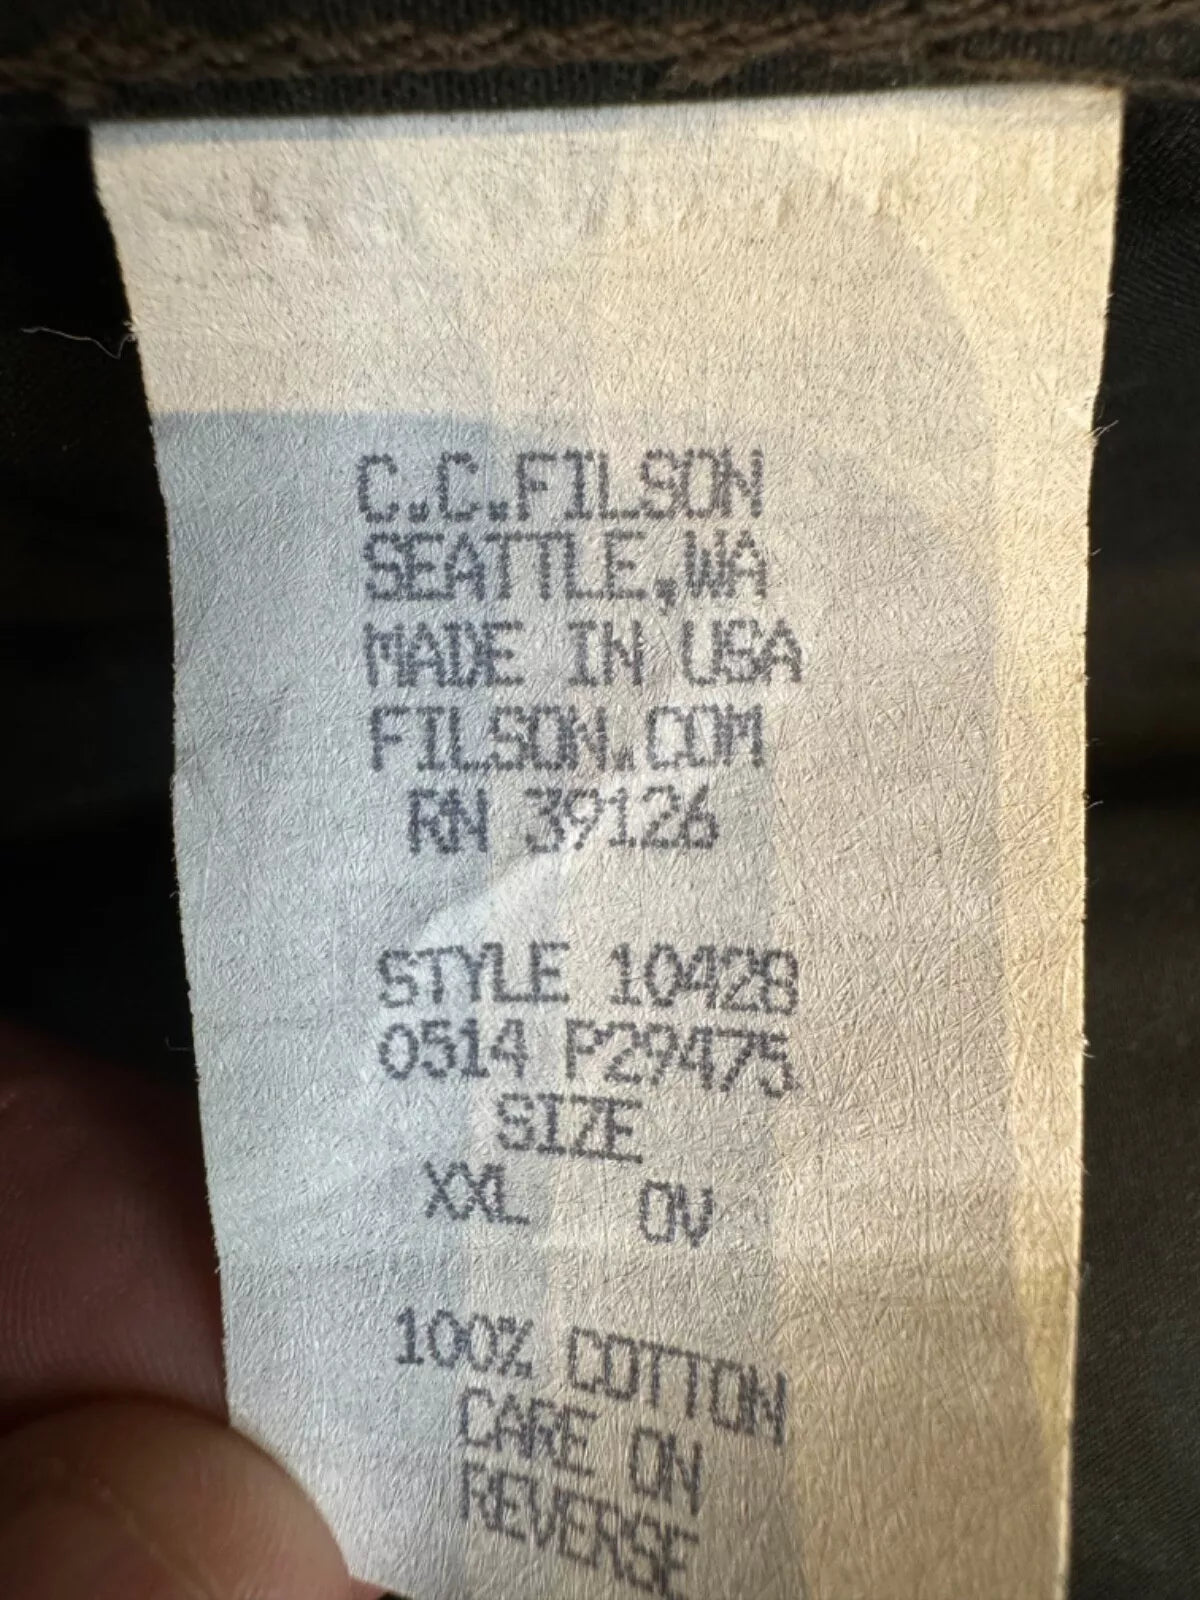 C.C.FILSON
SEATTLE,WA
MADE IN USA
FILSON.COM
RN 39126
STYLE 10428
0514 P29475
SIZE
XXL OV
100% COTTON
CARE ON
REVERSE